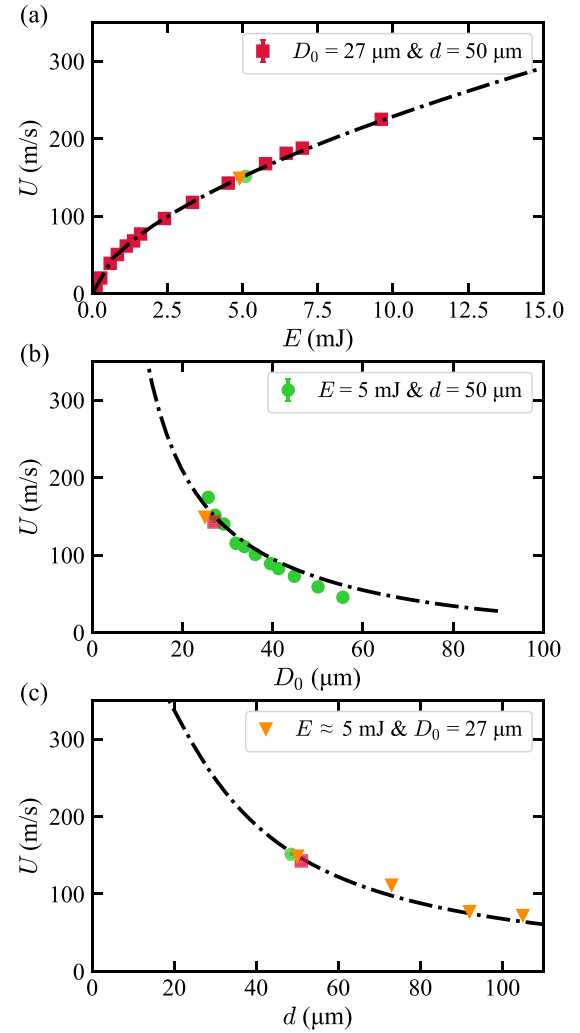 (a)
D₀ = 27 μm & d = 50 μm
300
200
100
0
U (m/s)
0.0 2.5 5.0 7.5 10.0 12.5 15.0
E (mJ)
(b)
E = 5 mJ & d = 50 μm
300
200
100
0
U (m/s)
0 20 40 60 80 100
D₀ (μm)
(c)
E ≈ 5 mJ & D₀ = 27 μm
300
200
100
0
U (m/s)
0 20 40 60 80 100
d (μm)